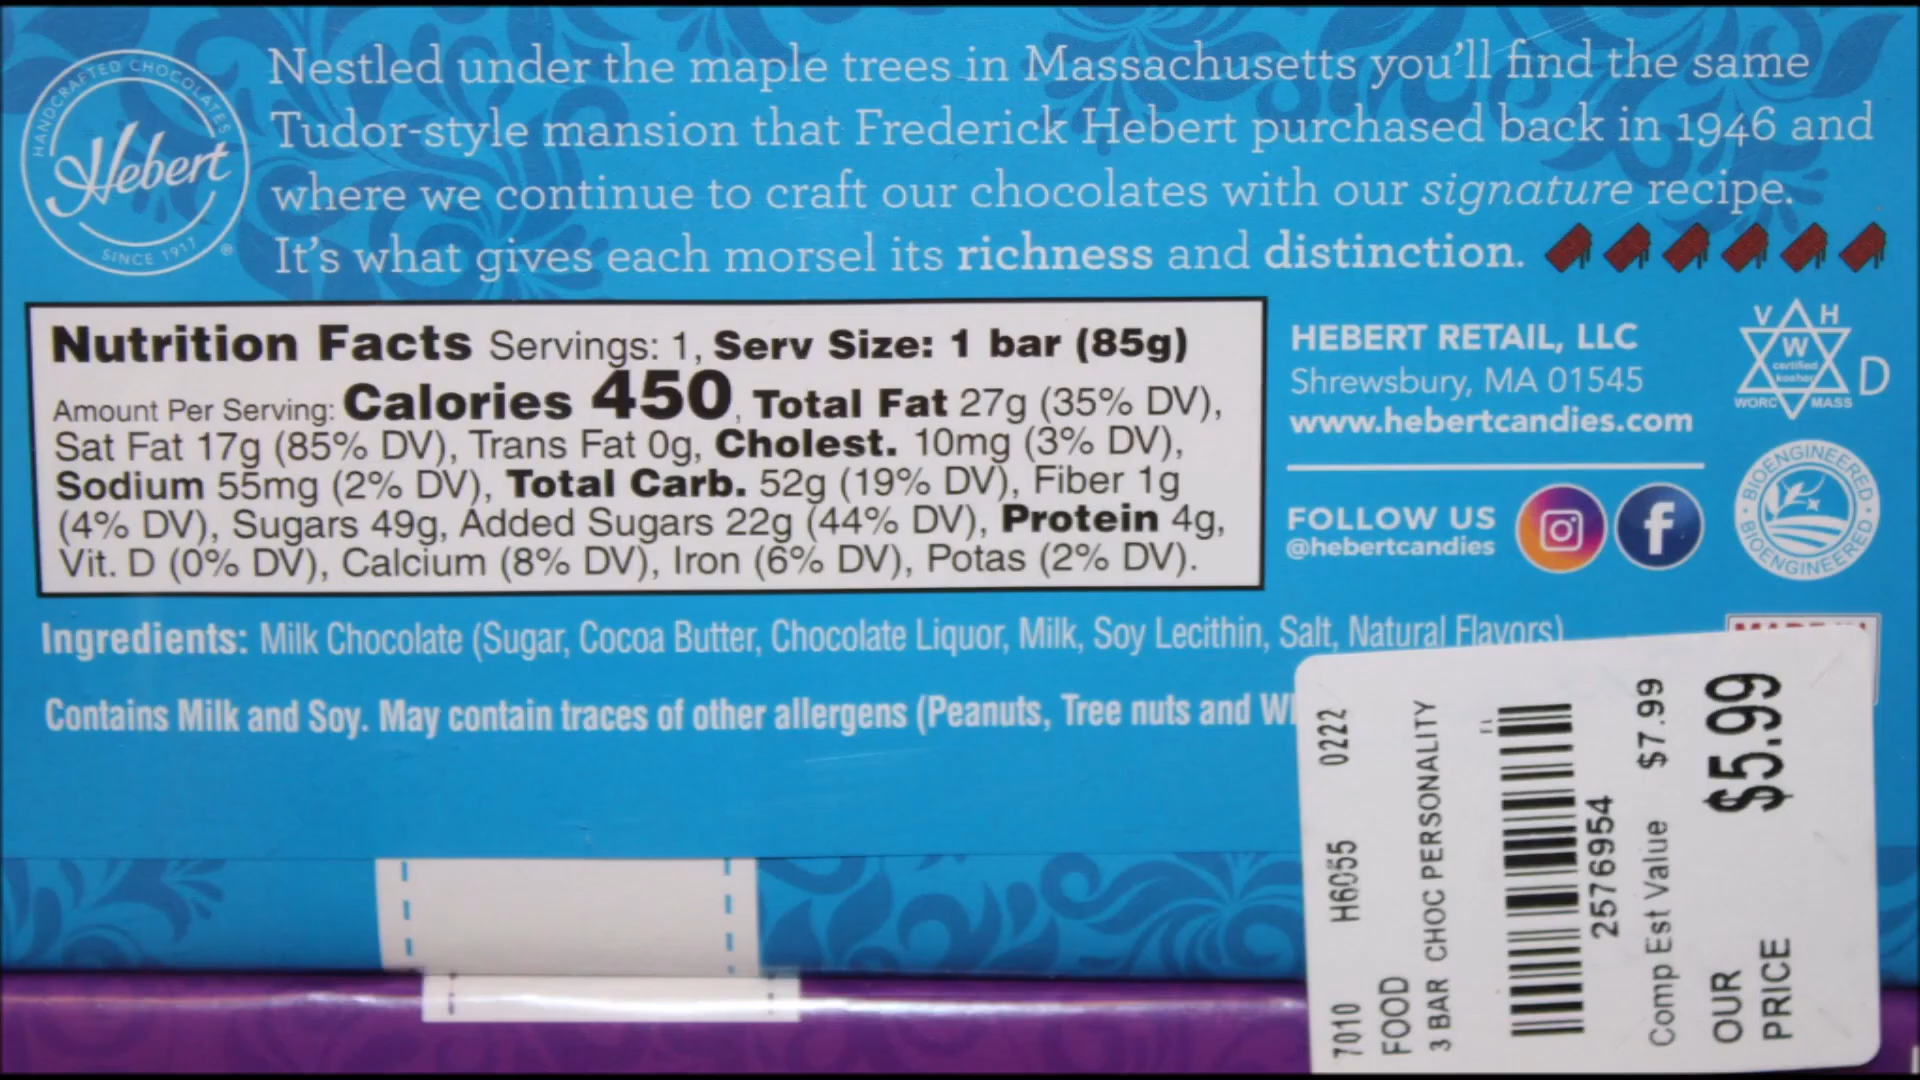 HANDCRAFTED CHOCOLATES
Hebert
SINCE 1917
®
Nestled under the maple trees in Massachusetts you'll find the same
Tudor-style mansion that Frederick Hebert purchased back in 1946 and
where we continue to craft our chocolates with our signature recipe.
It's what gives each morsel its richness and distinction.
Nutrition Facts Servings: 1, Serv Size: 1 bar (85g)
Amount Per Serving: Calories 450, Total Fat 27g (35% DV),
Sat Fat 17g (85% DV), Trans Fat 0g, Cholest. 10mg (3% DV),
Sodium 55mg (2% DV), Total Carb. 52g (19% DV), Fiber 1g
(4% DV), Sugars 49g, Added Sugars 22g (44% DV), Protein 4g,
Vit. D (0% DV), Calcium (8% DV), Iron (6% DV), Potas (2% DV).
HEBERT RETAIL, LLC
Shrewsbury, MA 01545
www.hebertcandies.com
FOLLOW US
@hebertcandies
V H
W
certified
kosher
D
WORC MASS
BIOENGINEERED
BIOENGINEERED
Ingredients: Milk Chocolate (Sugar, Cocoa Butter, Chocolate Liquor, Milk, Soy Lecithin, Salt, Natural Flavors)
Contains Milk and Soy. May contain traces of other allergens (Peanuts, Tree nuts and
7010 H6055 0222
FOOD
3 BAR CHOC PERSONALITY
2576954
Comp Est Value $7.99
OUR
PRICE $5.99